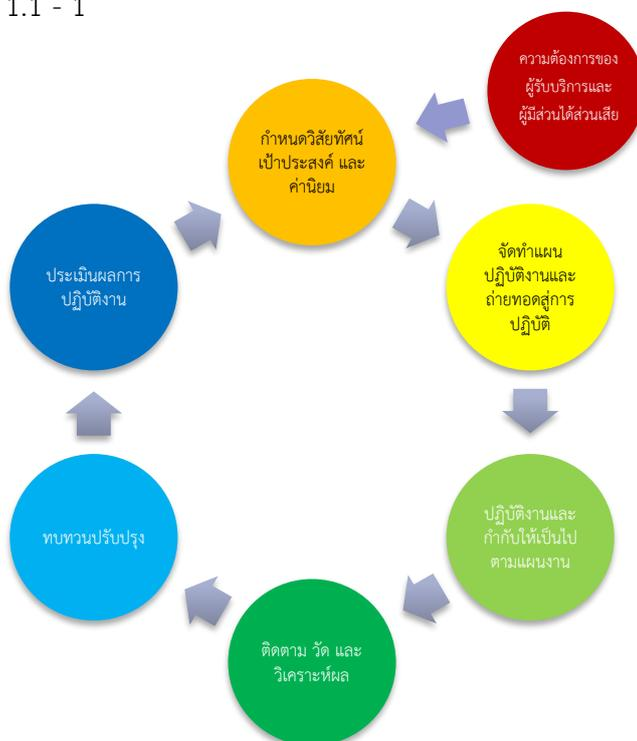 1.1 - 1
ความต้องการของ
ผู้รับบริการและ
ผู้มีส่วนได้ส่วนเสีย
กำหนดวิสัยทัศน์
เป้าประสงค์ และ
ค่านิยม
จัดทำแผน
ปฏิบัติงานและ
ถ่ายทอดสู่การ
ปฏิบัติ
ปฏิบัติงานและ
กำกับให้เป็นไป
ตามแผนงาน
ติดตาม วัด และ
วิเคราะห์ผล
ทบทวนปรับปรุง
ประเมินผลการ
ปฏิบัติงาน